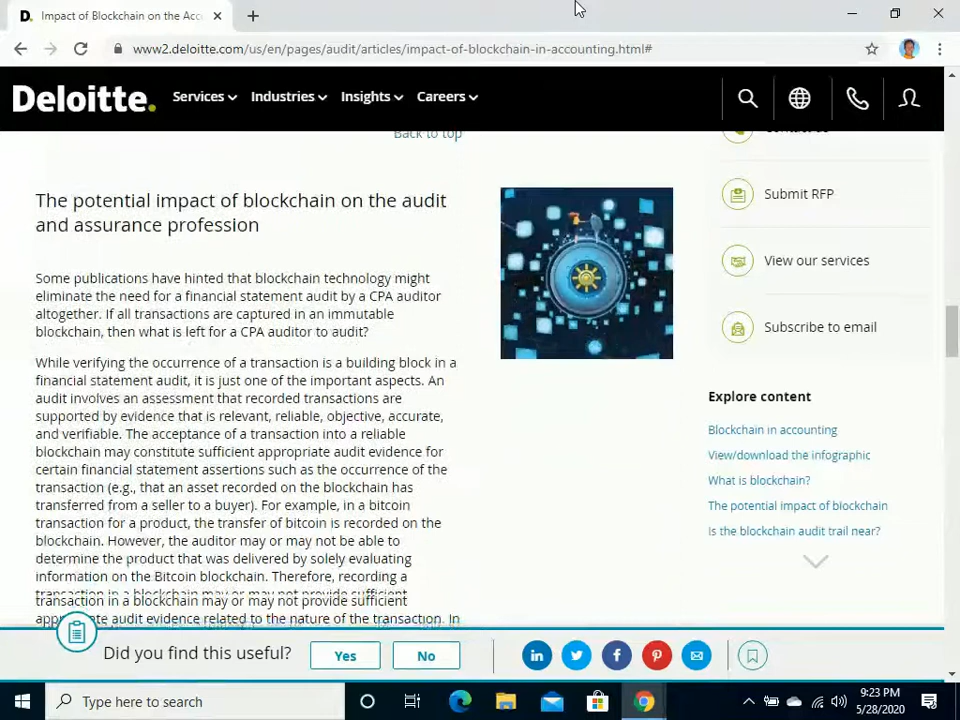 D. Impact of Blockchain on the Acc
www2.deloitte.com/us/en/pages/audit/articles/impact-of-blockchain-in-accounting.html#
Deloitte.
Services
Industries
Insights
Careers
Back to top
Contact us
The potential impact of blockchain on the audit
and assurance profession
Some publications have hinted that blockchain technology might
eliminate the need for a financial statement audit by a CPA auditor
altogether. If all transactions are captured in an immutable
blockchain, then what is left for a CPA auditor to audit?
While verifying the occurrence of a transaction is a building block in a
financial statement audit, it is just one of the important aspects. An
audit involves an assessment that recorded transactions are
supported by evidence that is relevant, reliable, objective, accurate,
and verifiable. The acceptance of a transaction into a reliable
blockchain may constitute sufficient appropriate audit evidence for
certain financial statement assertions such as the occurrence of the
transaction (e.g., that an asset recorded on the blockchain has
transferred from a seller to a buyer). For example, in a bitcoin
transaction for a product, the transfer of bitcoin is recorded on the
blockchain. However, the auditor may or may not be able to
determine the product that was delivered by solely evaluating
information on the Bitcoin blockchain. Therefore, recording a
transaction in a blockchain may or may not provide sufficient
transaction in a blockchain may or may not provide sufficient
audit evidence related to the nature of the transaction. In
Submit RFP
View our services
Subscribe to email
Explore content
Blockchain in accounting
View/download the infographic
What is blockchain?
The potential impact of blockchain
Is the blockchain audit trail near?
Did you find this useful?
Yes
No
Type here to search
9:23 PM
5/28/2020